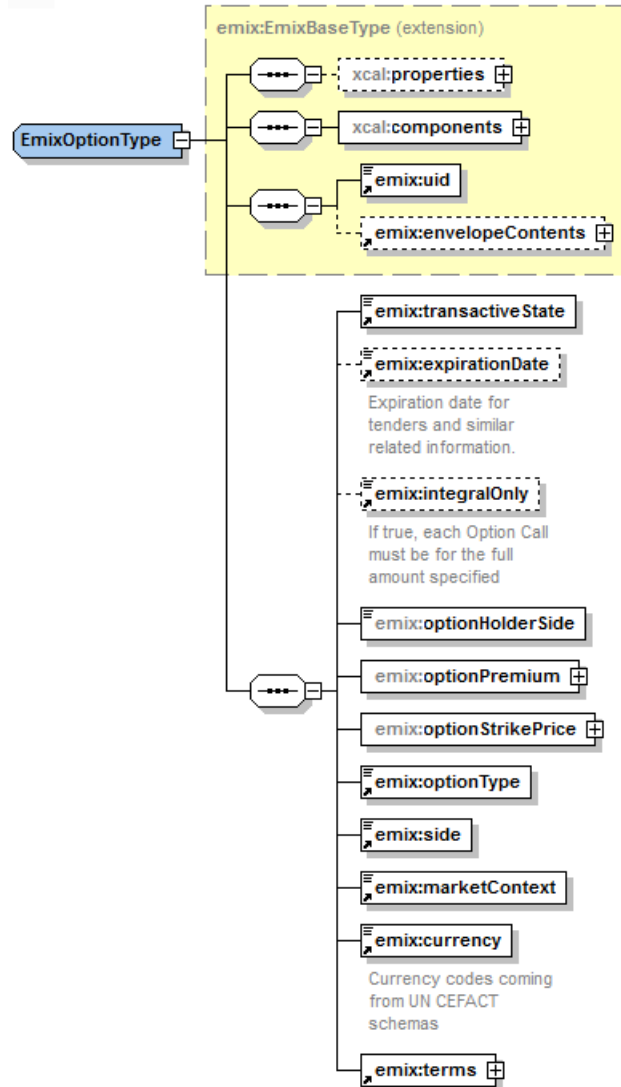 emix:EmixBaseType (extension)
xcal:properties
xcal:components
EmixOptionType
emix:uid
emix:envelopeContents
emix:transactiveState
emix:expirationDate
Expiration date for
tenders and similar
related information.
emix:integralOnly
If true, each Option Call
must be for the full
amount specified
emix:optionHolderSide
emix:optionPremium
emix:optionStrikePrice
emix:optionType
emix:side
emix:marketContext
emix:currency
Currency codes coming
from UN CEFACT
schemas
emix:terms